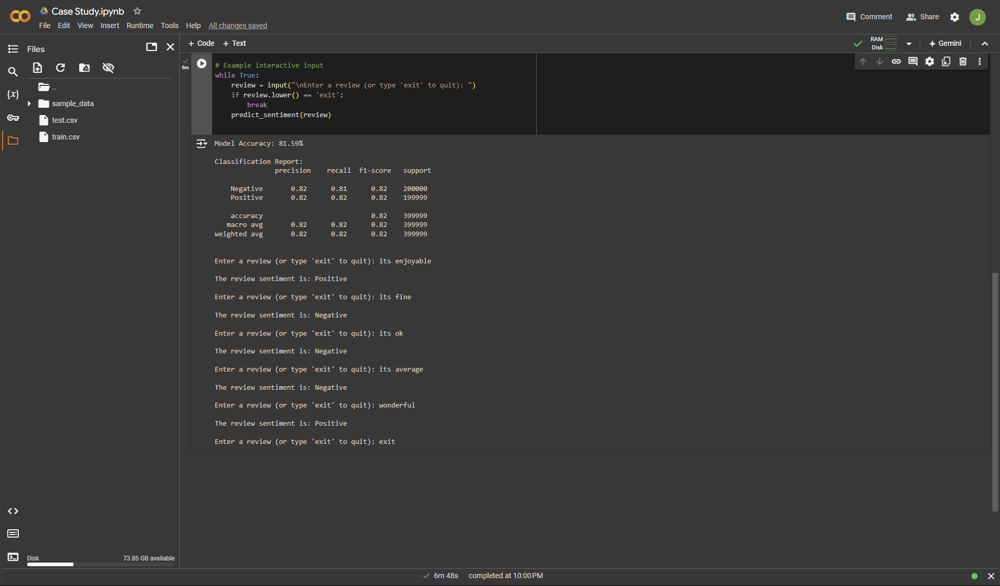 Case Study.ipynb
File Edit View Insert Runtime Tools Help All changes saved
Comment Share J
Files
+ Code + Text
RAM
Disk
Gemini
{x}
..
sample_data
test.csv
train.csv
6m
# Example interactive input
while True:
    review = input("\nEnter a review (or type 'exit' to quit): ")
    if review.lower() == 'exit':
        break
    predict_sentiment(review)
Model Accuracy: 81.59%
Classification Report:
               precision    recall  f1-score   support
    Negative       0.82      0.81      0.82    200000
    Positive       0.82      0.82      0.82    199999
    accuracy                           0.82    399999
   macro avg       0.82      0.82      0.82    399999
weighted avg       0.82      0.82      0.82    399999
Enter a review (or type 'exit' to quit): its enjoyable
The review sentiment is: Positive
Enter a review (or type 'exit' to quit): its fine
The review sentiment is: Negative
Enter a review (or type 'exit' to quit): its ok
The review sentiment is: Negative
Enter a review (or type 'exit' to quit): its average
The review sentiment is: Negative
Enter a review (or type 'exit' to quit): wonderful
The review sentiment is: Positive
Enter a review (or type 'exit' to quit): exit
Disk 73.85 GB available
6m 48s completed at 10:00 PM